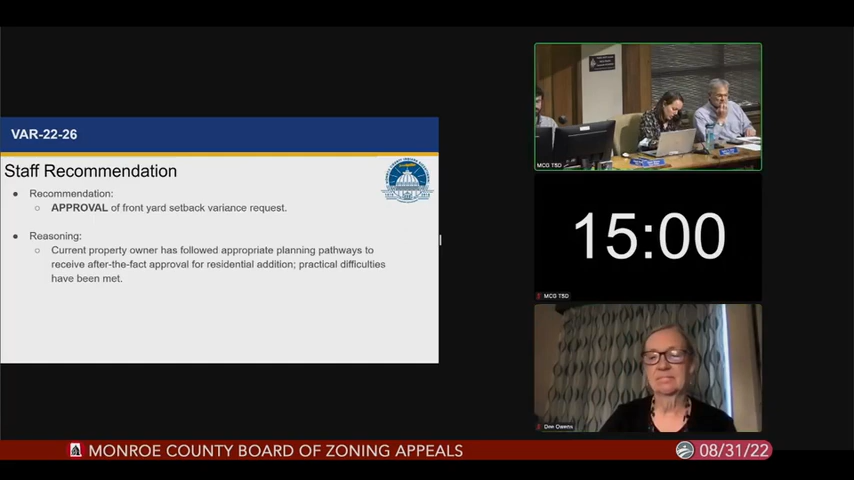 VAR-22-26
Staff Recommendation
● Recommendation:
○ APPROVAL of front yard setback variance request.
● Reasoning:
○ Current property owner has followed appropriate planning pathways to
receive after-the-fact approval for residential addition; practical difficulties
have been met.
MCG TSD
15:00
MCG TSD
Dee Owens
MONROE COUNTY BOARD OF ZONING APPEALS
08/31/22